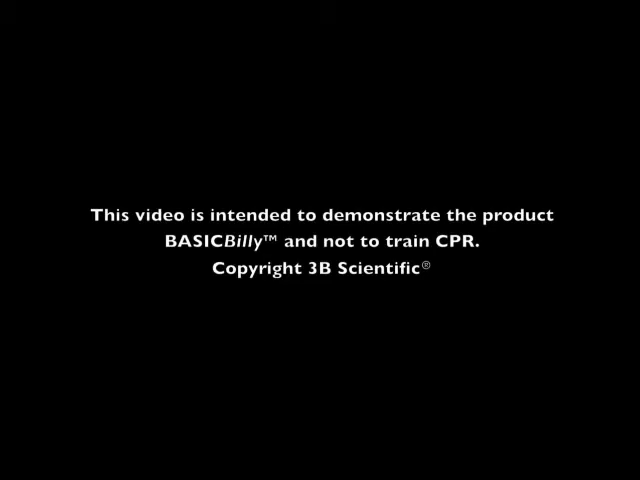 This video is intended to demonstrate the product
BASICBilly™ and not to train CPR.
Copyright 3B Scientific®